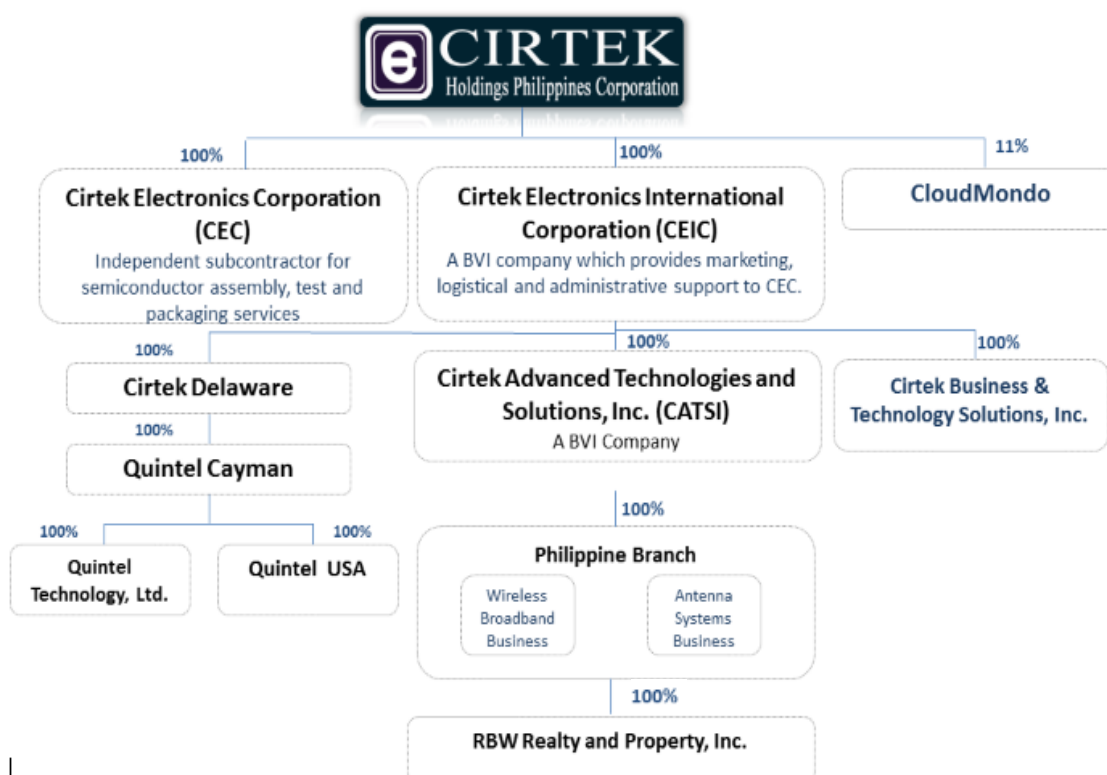 CIRTEK
Holdings Philippines Corporation
100%
100%
11%
Cirtek Electronics Corporation
(CEC)
Independent subcontractor for
semiconductor assembly, test and
packaging services
Cirtek Electronics International
Corporation (CEIC)
A BVI company which provides marketing,
logistical and administrative support to CEC.
CloudMondo
100%
100%
100%
Cirtek Delaware
Cirtek Advanced Technologies and
Solutions, Inc. (CATSI)
A BVI Company
Cirtek Business &
Technology Solutions, Inc.
100%
Quintel Cayman
100%
100%
Quintel
Technology, Ltd.
Quintel USA
100%
Philippine Branch
Wireless
Broadband
Business
Antenna
Systems
Business
100%
RBW Realty and Property, Inc.